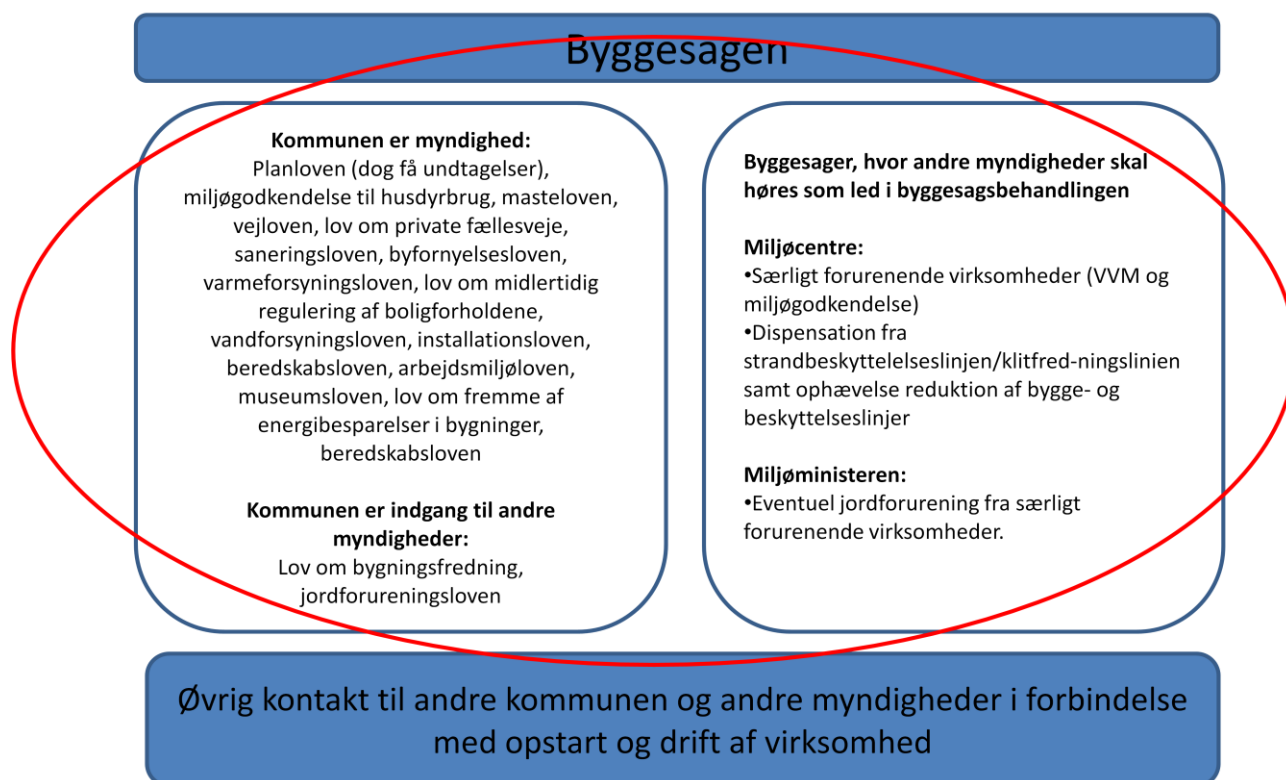 Byggesagen
Kommunen er myndighed:
Planloven (dog få undtagelser),
miljøgodkendelse til husdyrbrug, masteloven,
vejloven, lov om private fællesveje,
saneringsloven, byfornyelsesloven,
varmeforsyningsloven, lov om midlertidig
regulering af boligforholdene,
vandforsyningsloven, installationsloven,
beredskabsloven, arbejdsmiljøloven,
museumsloven, lov om fremme af
energibesparelser i bygninger,
beredskabsloven
Kommunen er indgang til andre
myndigheder:
Lov om bygningsfredning,
jordforureningsloven
Byggesager, hvor andre myndigheder skal
høres som led i byggesagsbehandlingen
Miljøcentre:
•Særligt forurenende virksomheder (VVM og
miljøgodkendelse)
•Dispensation fra
strandbeskyttelelseslinjen/klitfred-ningslinien
samt ophævelse reduktion af bygge- og
beskyttelseslinjer
Miljøministeren:
•Eventuel jordforurening fra særligt
forurenende virksomheder.
Øvrig kontakt til andre kommunen og andre myndigheder i forbindelse
med opstart og drift af virksomhed